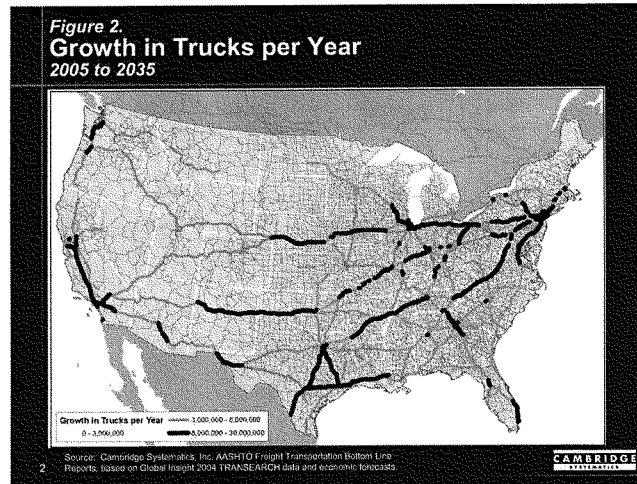 Figure 2.
Growth in Trucks per Year
2005 to 2035
Growth in Trucks per Year
0 - 3,000,000
3,000,000 - 8,000,000
8,000,000 - 30,000,000
2
Source: Cambridge Systematics, Inc. AASHTO Freight Transportation Bottom Line
Reports, based on Global Insight 2004 TRANSEARCH data and economic forecasts.
CAMBRIDGE
SYSTEMATICS